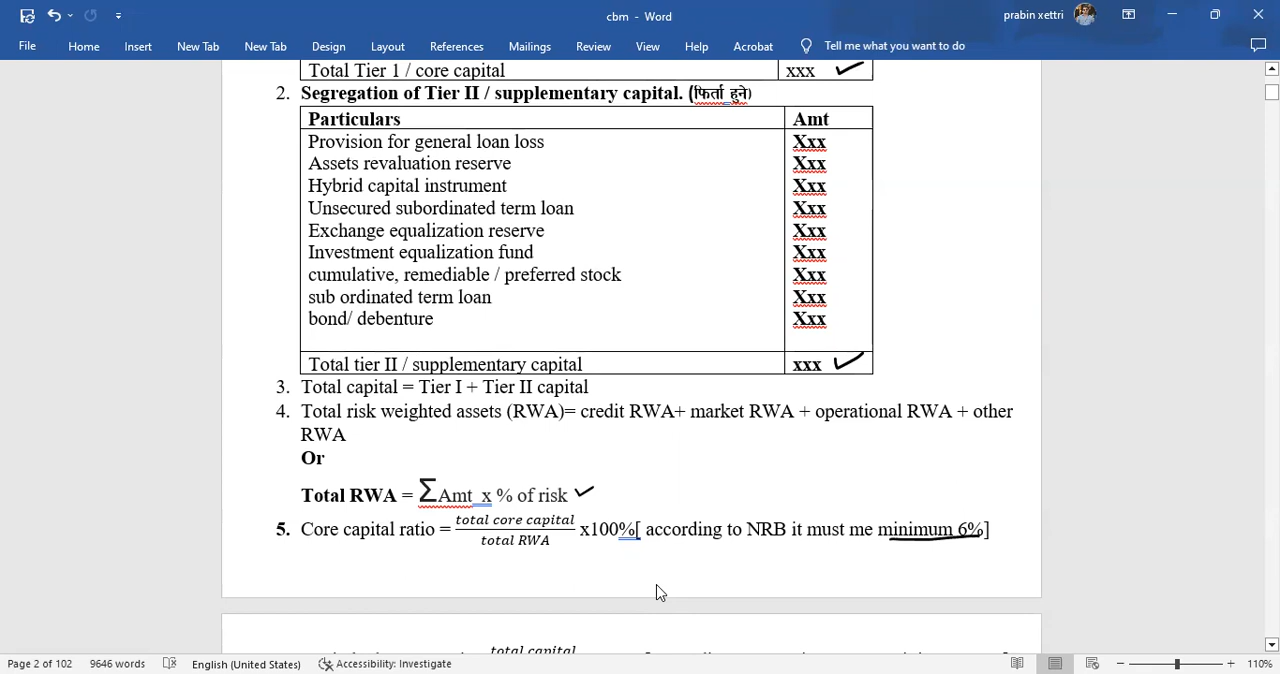 cbm - Word
prabin xettri
File Home Insert New Tab New Tab Design Layout References Mailings Review View Help Acrobat Tell me what you want to do
Total Tier 1 / core capital xxx
2. Segregation of Tier II / supplementary capital. (फिर्ता हुने)
Particulars Amt
Provision for general loan loss Xxx
Assets revaluation reserve Xxx
Hybrid capital instrument Xxx
Unsecured subordinated term loan Xxx
Exchange equalization reserve Xxx
Investment equalization fund Xxx
cumulative, remediable / preferred stock Xxx
sub ordinated term loan Xxx
bond/ debenture Xxx
Total tier II / supplementary capital xxx
3. Total capital = Tier I + Tier II capital
4. Total risk weighted assets (RWA)= credit RWA+ market RWA + operational RWA + other
RWA
Or
Total RWA = ∑Amt x % of risk
5. Core capital ratio = total core capital / total RWA x100%[ according to NRB it must me minimum 6%]
total capital
Page 2 of 102 9646 words English (United States) Accessibility: Investigate 110%